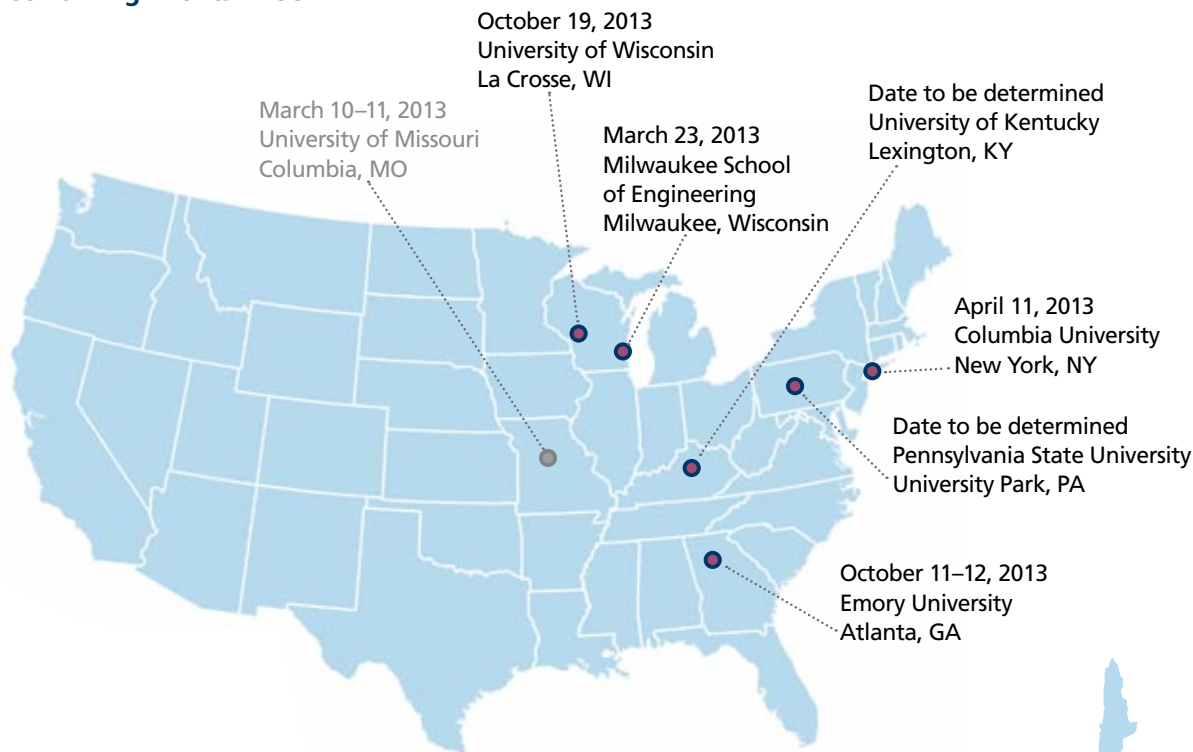 October 19, 2013
University of Wisconsin
La Crosse, WI
March 10–11, 2013
University of Missouri
Columbia, MO
March 23, 2013
Milwaukee School
of Engineering
Milwaukee, Wisconsin
Date to be determined
University of Kentucky
Lexington, KY
April 11, 2013
Columbia University
New York, NY
Date to be determined
Pennsylvania State University
University Park, PA
October 11–12, 2013
Emory University
Atlanta, GA